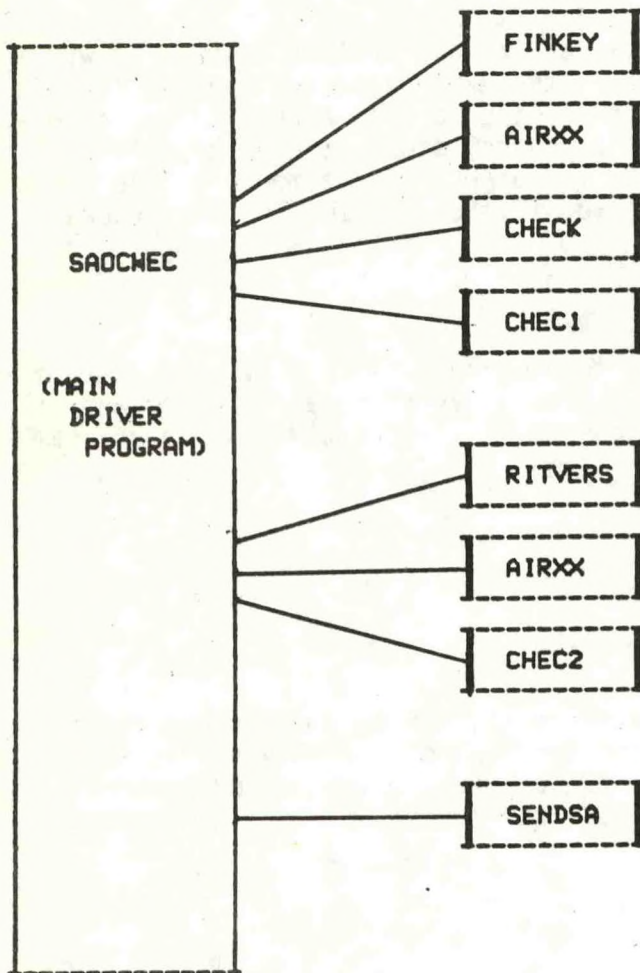 FINKEY
AIRXX
SAOCWEC
CHECK
CHEC1
(MAIN
DRIVER
PROGRAM)
RITVERS
AIRXX
CHEC2
SENDSA